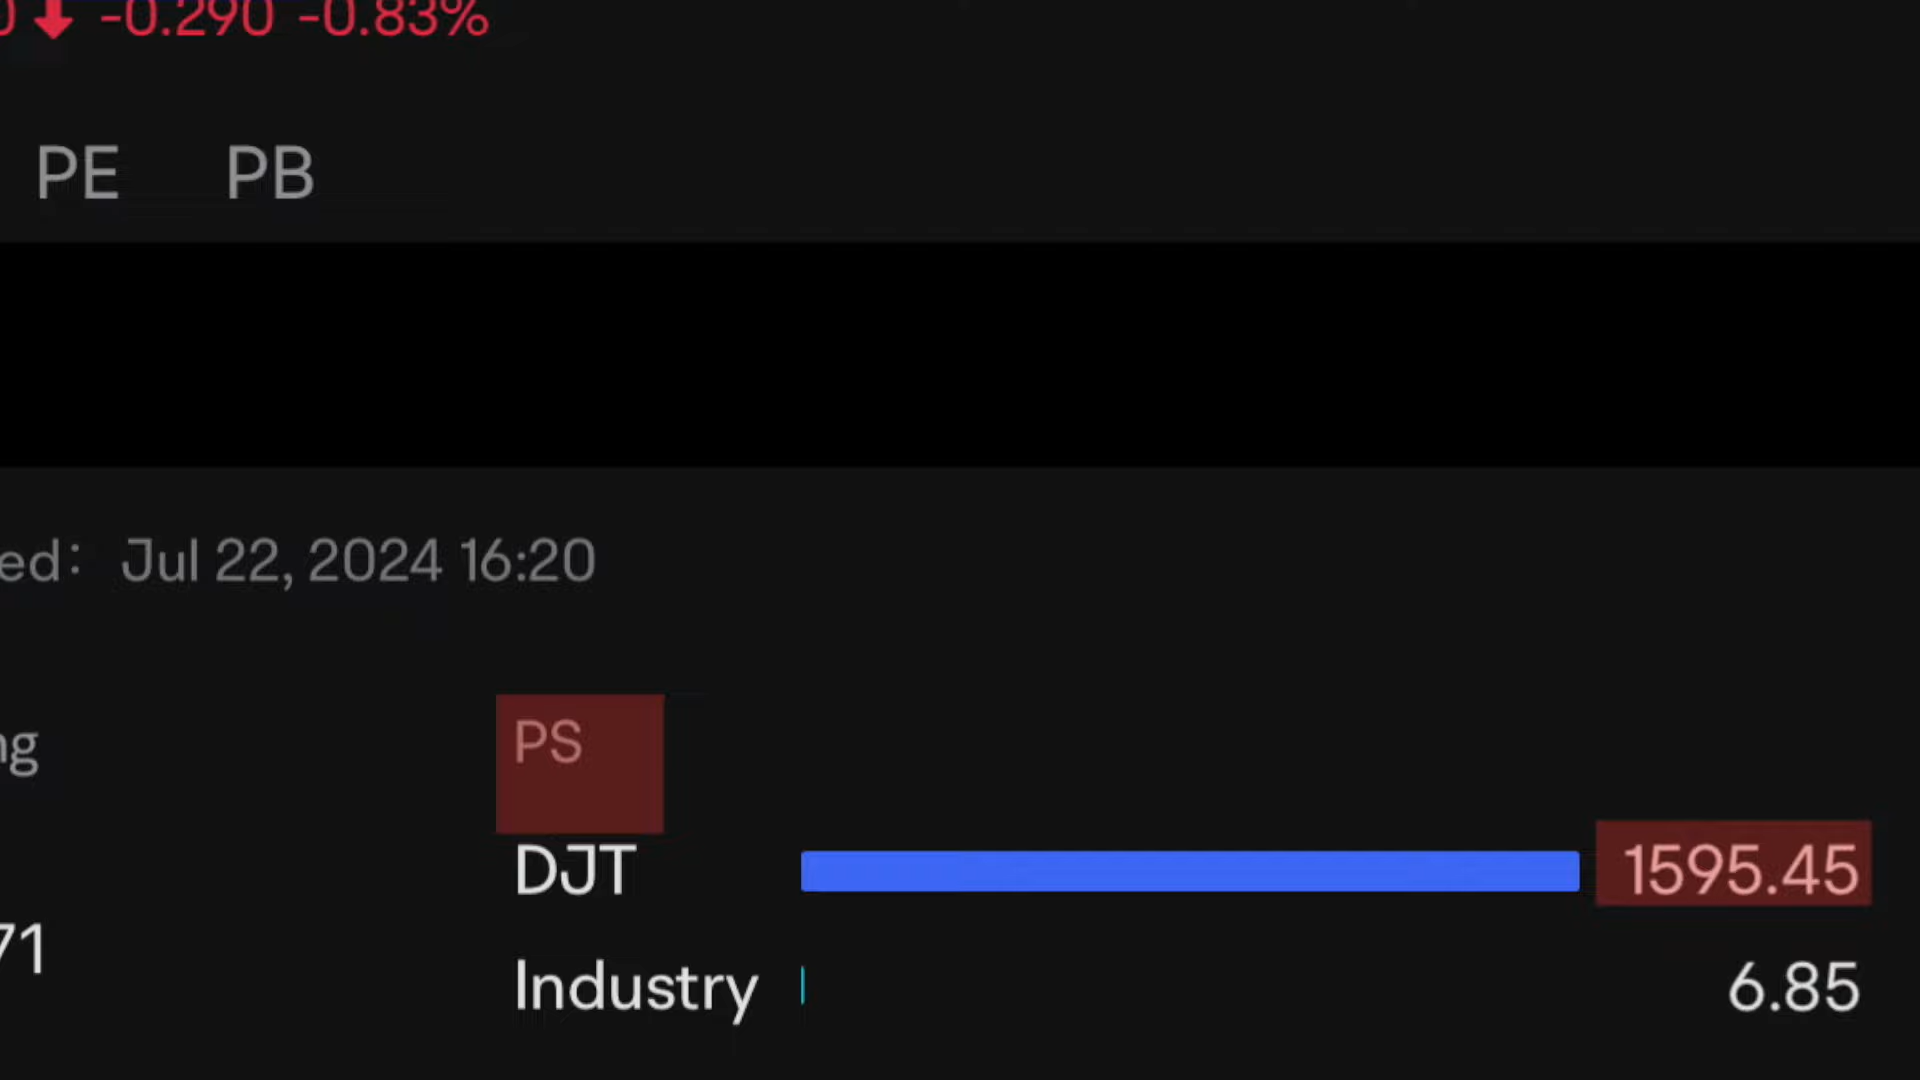 -0.290 -0.83%
PE PB
Jul 22, 2024 16:20
PS
DJT 1595.45
Industry 6.85